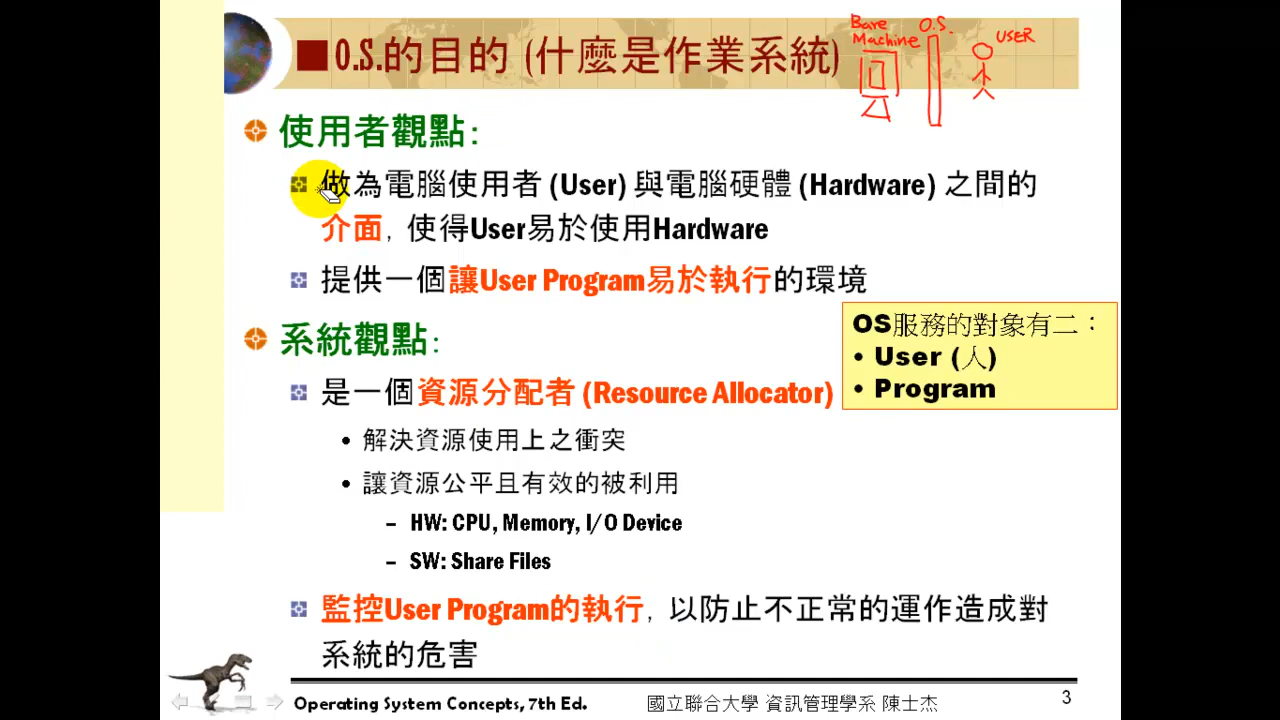 O.S.的目的 (什麼是作業系統)
Bare Machine
O.S.
USER
使用者觀點:
做為電腦使用者 (User) 與電腦硬體 (Hardware) 之間的
介面, 使得User易於使用Hardware
提供一個讓User Program易於執行的環境
系統觀點:
OS服務的對象有二：
• User (人)
• Program
是一個資源分配者 (Resource Allocator)
• 解決資源使用上之衝突
• 讓資源公平且有效的被利用
– HW: CPU, Memory, I/O Device
– SW: Share Files
監控User Program的執行, 以防止不正常的運作造成對
系統的危害
Operating System Concepts, 7th Ed.
國立聯合大學 資訊管理學系 陳士杰
3